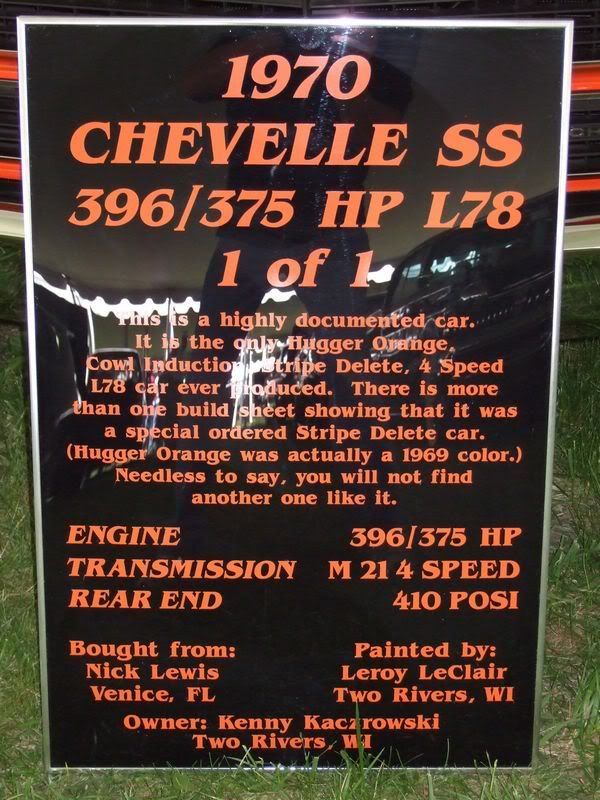 1970
CHEVELLE SS
396/375 HP L78
1 of 1
This is a highly documented car.
It is the only Hugger Orange,
Cowl Induction, Stripe Delete, 4 Speed
L78 car ever produced. There is more
than one build sheet showing that it was
a special ordered Stripe Delete car.
(Hugger Orange was actually a 1969 color.)
Needless to say, you will not find
another one like it.
ENGINE 396/375 HP
TRANSMISSION M 21 4 SPEED
REAR END 410 POSI
Bought from: Painted by:
Nick Lewis Leroy LeClair
Venice, FL Two Rivers, WI
Owner: Kenny Kaczrowski
Two Rivers, WI